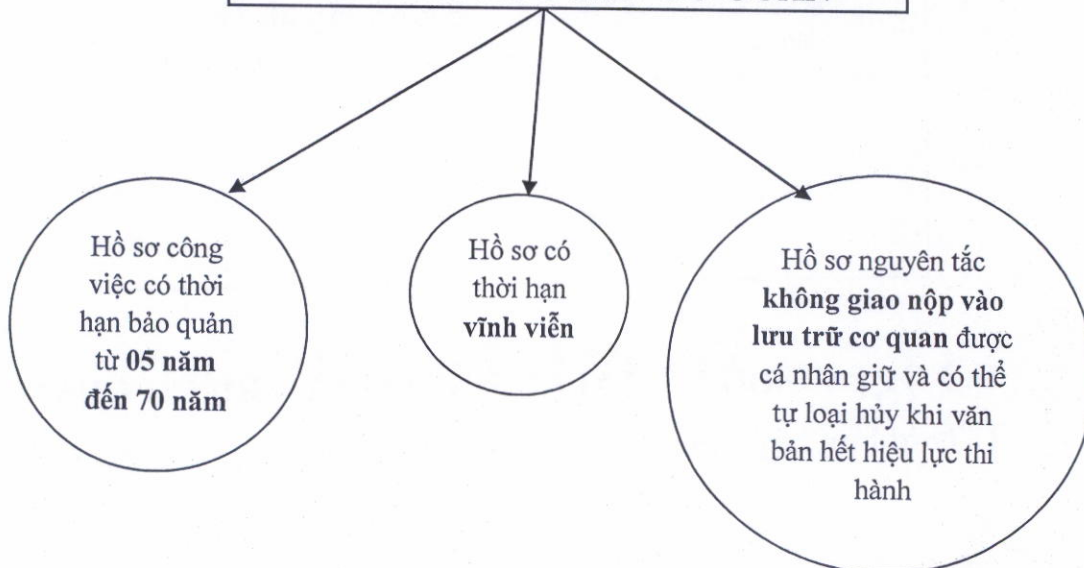 Hồ sơ công
việc có thời
hạn bảo quản
từ 05 năm
đến 70 năm
Hồ sơ có
thời hạn
vĩnh viễn
Hồ sơ nguyên tắc
không giao nộp vào
lưu trữ cơ quan được
cá nhân giữ và có thể
tự loại hủy khi văn
bản hết hiệu lực thi
hành